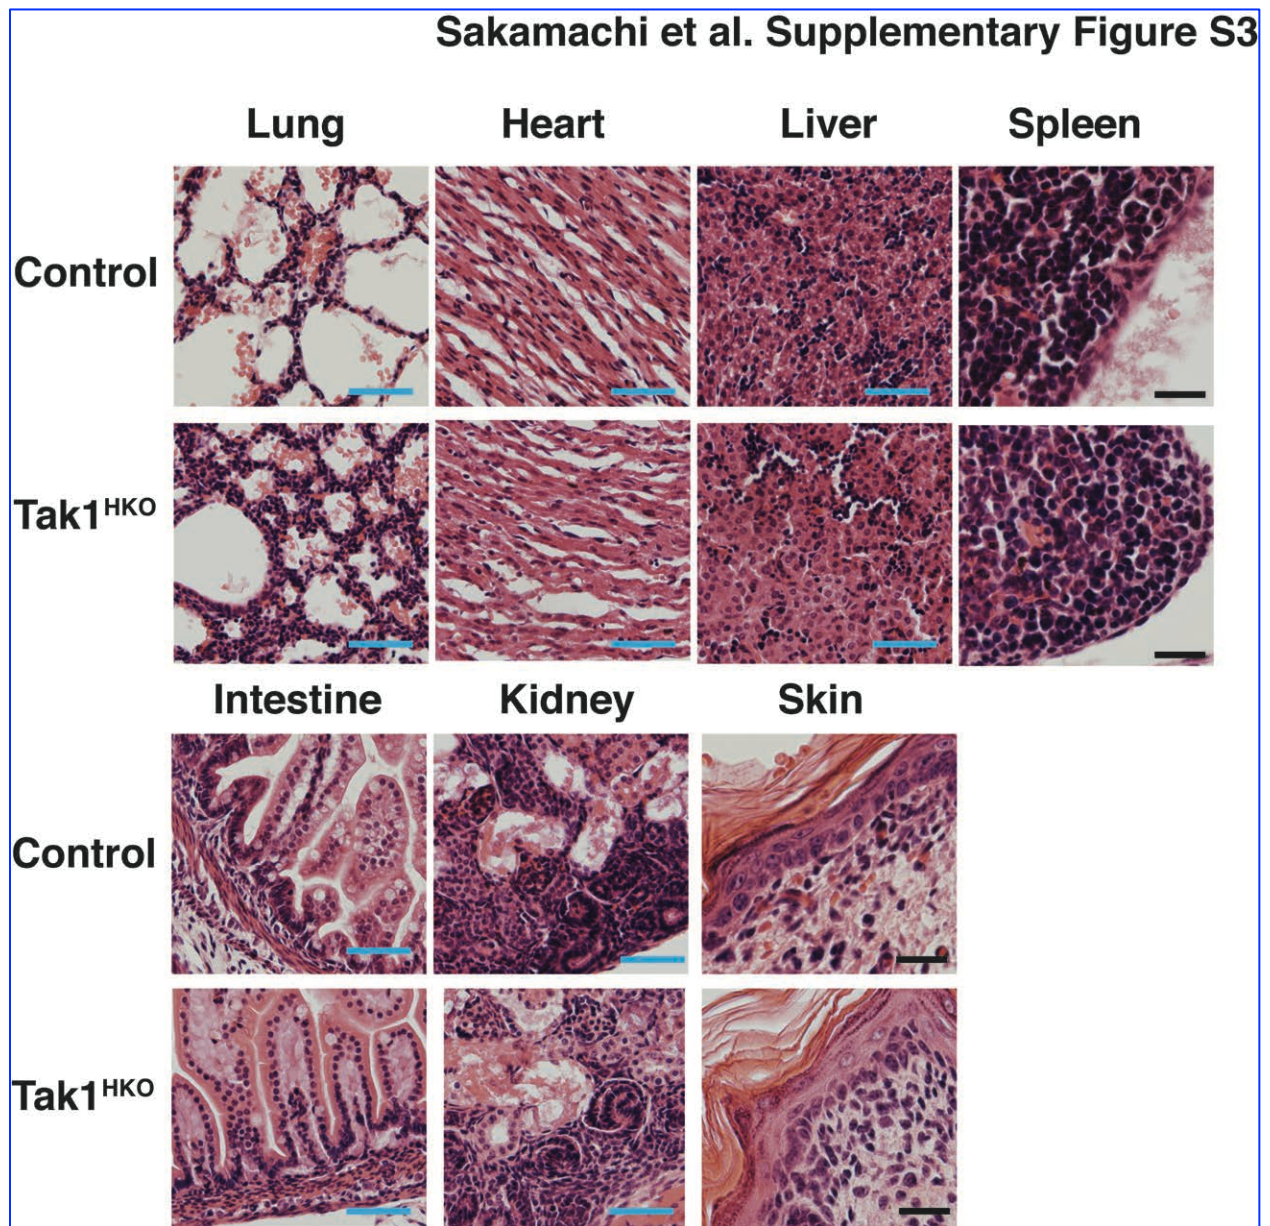 Sakamachi et al. Supplementary Figure S3
Lung Heart Liver Spleen
Control
Tak1HKO
Intestine Kidney Skin
Control
Tak1HKO